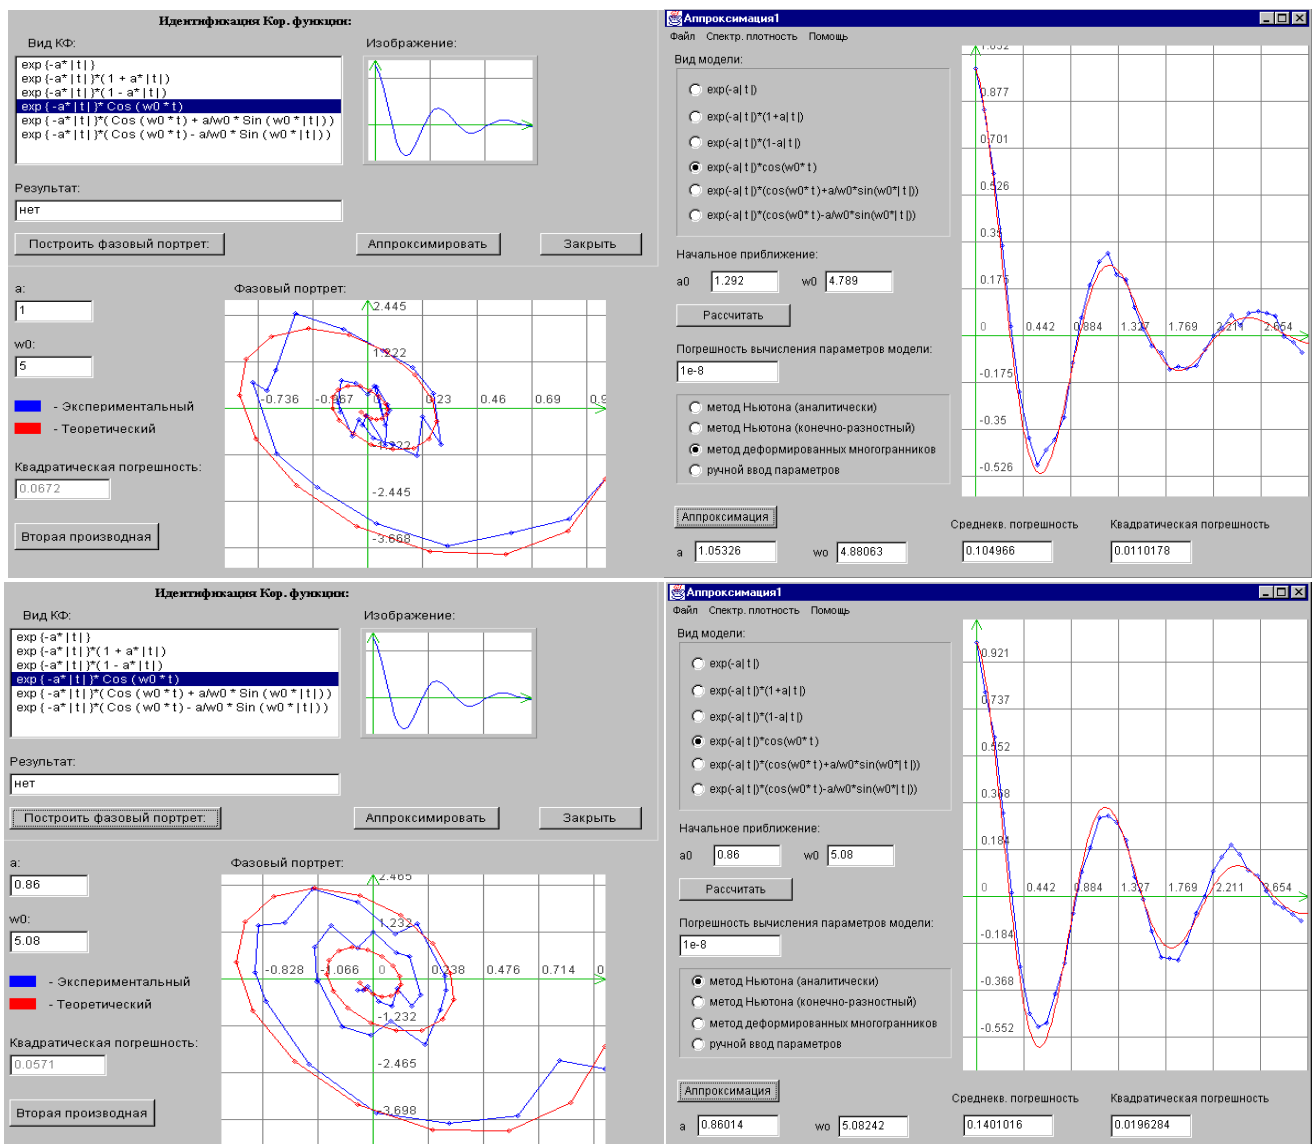 Идентификация Кор. функции:
Вид КФ:
Изображение:
exp {-a* |t| }
exp {-a* |t| }*(1 + a* |t|)
exp {-a* |t| }*(1 - a* |t|)
exp { -a* |t| }* Cos ( w0 * t)
exp { -a* |t| }*( Cos ( w0 * t) + a/w0 * Sin ( w0 * |t| ) )
exp { -a* |t| }*( Cos ( w0 * t) - a/w0 * Sin ( w0 * |t| ) )
Результат:
нет
Построить фазовый портрет:
Аппроксимировать
Закрыть
a:
1
w0:
5
- Экспериментальный
- Теоретический
Квадратическая погрешность:
0.0672
Вторая производная
Фазовый портрет:
2.445
1.222
-0.736
0
0.23
0.46
0.69
-2.445
-3.668
Аппроксимация1
Файл Спектр. плотность Помощь
Вид модели:
exp(-a| t |)
exp(-a| t |)*(1+a| t |)
exp(-a| t |)*(1-a| t |)
exp(-a| t |)*cos(w0* t )
exp(-a| t |)*(cos(w0* t )+a/w0*sin(w0*| t |))
exp(-a| t |)*(cos(w0* t )-a/w0*sin(w0*| t |))
Начальное приближение:
a0 1.292 w0 4.789
Рассчитать
Погрешность вычисления параметров модели:
1e-8
метод Ньютона (аналитически)
метод Ньютона (конечно-разностный)
метод деформированных многогранников
ручной ввод параметров
Аппроксимация
a 1.05326 wo 4.88063
Среднекв. погрешность
0.104966
Квадратическая погрешность
0.0110178
1.052
0.877
0.701
0.526
0.35
0.175
0 0.442 0.884 1.327 1.769 2.211 2.654
-0.175
-0.35
-0.526
Идентификация Кор. функции:
Вид КФ:
Изображение:
exp {-a* |t| }
exp {-a* |t| }*(1 + a* |t|)
exp {-a* |t| }*(1 - a* |t|)
exp { -a* |t| }* Cos ( w0 * t)
exp { -a* |t| }*( Cos ( w0 * t) + a/w0 * Sin ( w0 * |t| ) )
exp { -a* |t| }*( Cos ( w0 * t) - a/w0 * Sin ( w0 * |t| ) )
Результат:
нет
Построить фазовый портрет:
Аппроксимировать
Закрыть
a:
0.86
w0:
5.08
- Экспериментальный
- Теоретический
Квадратическая погрешность:
0.0571
Вторая производная
Фазовый портрет:
2.465
1.232
-0.828 -1.066 0 0.238 0.476 0.714
-1.232
-2.465
-3.698
Аппроксимация1
Файл Спектр. плотность Помощь
Вид модели:
exp(-a| t |)
exp(-a| t |)*(1+a| t |)
exp(-a| t |)*(1-a| t |)
exp(-a| t |)*cos(w0* t )
exp(-a| t |)*(cos(w0* t )+a/w0*sin(w0*| t |))
exp(-a| t |)*(cos(w0* t )-a/w0*sin(w0*| t |))
Начальное приближение:
a0 0.86 w0 5.08
Рассчитать
Погрешность вычисления параметров модели:
1e-8
метод Ньютона (аналитически)
метод Ньютона (конечно-разностный)
метод деформированных многогранников
ручной ввод параметров
Аппроксимация
a 0.86014 wo 5.08242
Среднекв. погрешность
0.1401016
Квадратическая погрешность
0.0196284
0.921
0.737
0.552
0.368
0.184
0 0.442 0.884 1.327 1.769 2.211 2.654
-0.184
-0.368
-0.552